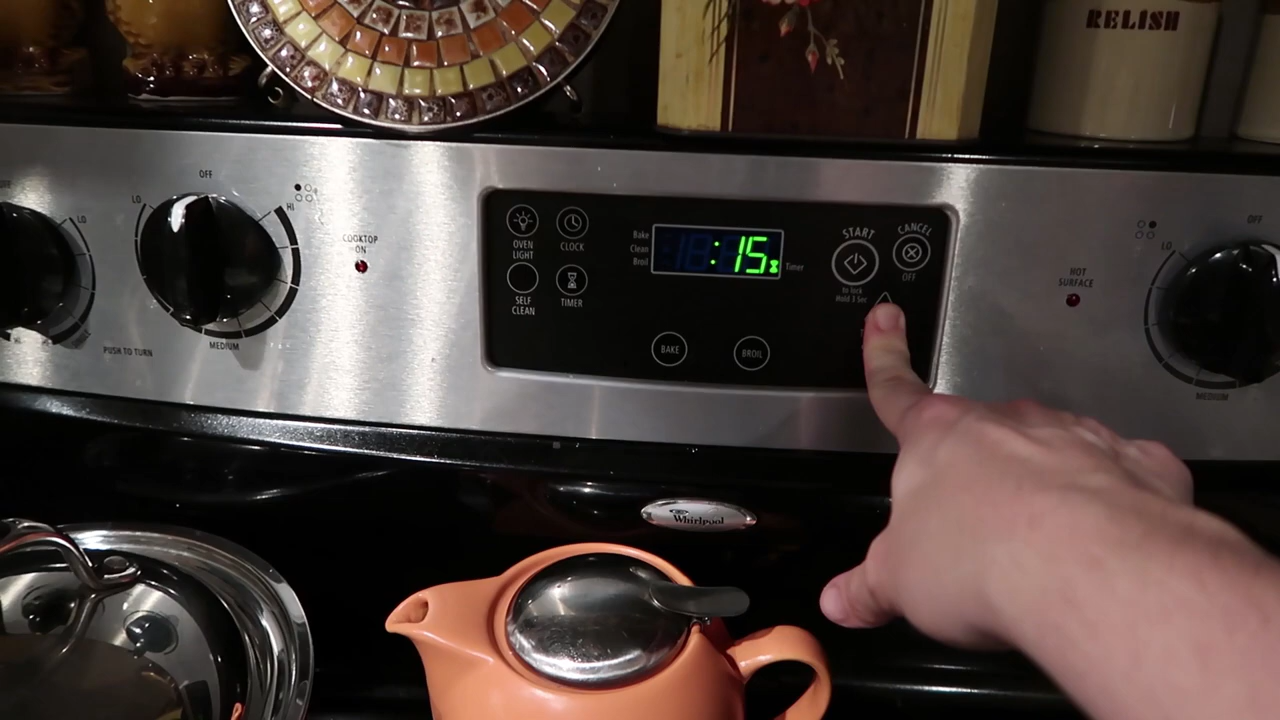 RELISH
OFF
LO
HI
LO
COOKTOP
ON
MEDIUM
PUSH TO TURN
OVEN
LIGHT
CLOCK
SELF
CLEAN
TIMER
Bake
Clean
Broil
:15
Timer
START
to lock
Hold 3 Sec
CANCEL
OFF
BAKE
BROIL
HOT
SURFACE
OFF
LO
MEDIUM
Whirlpool